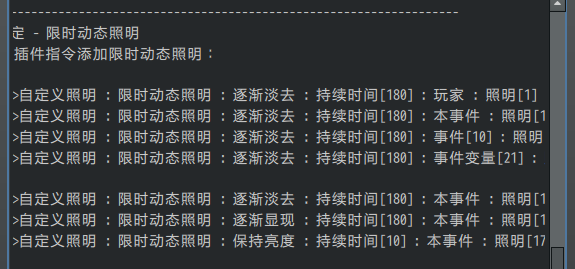 -----------------------------------------------------------------
定 - 限时动态照明
插件指令添加限时动态照明：
>自定义照明 : 限时动态照明 : 逐渐淡去 : 持续时间[180] : 玩家 : 照明[1]
>自定义照明 : 限时动态照明 : 逐渐淡去 : 持续时间[180] : 本事件 : 照明[1
>自定义照明 : 限时动态照明 : 逐渐淡去 : 持续时间[180] : 事件[10] : 照明
>自定义照明 : 限时动态照明 : 逐渐淡去 : 持续时间[180] : 事件变量[21] :
>自定义照明 : 限时动态照明 : 逐渐淡去 : 持续时间[180] : 本事件 : 照明[1
>自定义照明 : 限时动态照明 : 逐渐显现 : 持续时间[180] : 本事件 : 照明[1
>自定义照明 : 限时动态照明 : 保持亮度 : 持续时间[10] : 本事件 : 照明[17